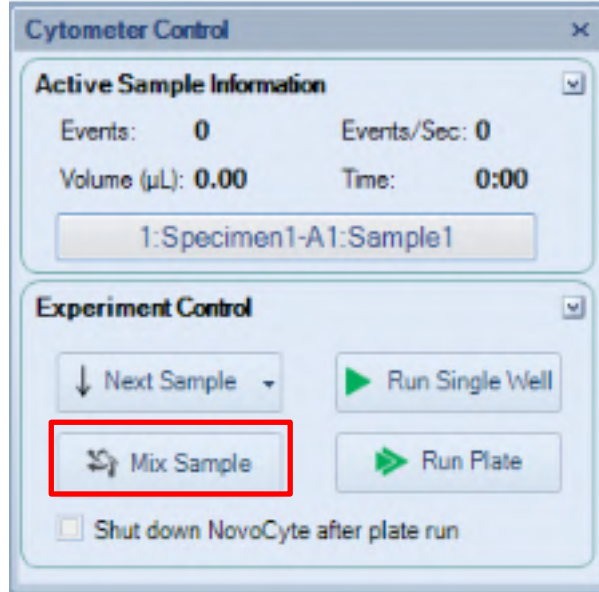 Cytometer Control
Active Sample Information
Events: 0 Events/Sec: 0
Volume (µL): 0.00 Time: 0:00
1:Specimen1-A1:Sample1
Experiment Control
Next Sample Run Single Well
Mix Sample Run Plate
Shut down NovoCyte after plate run